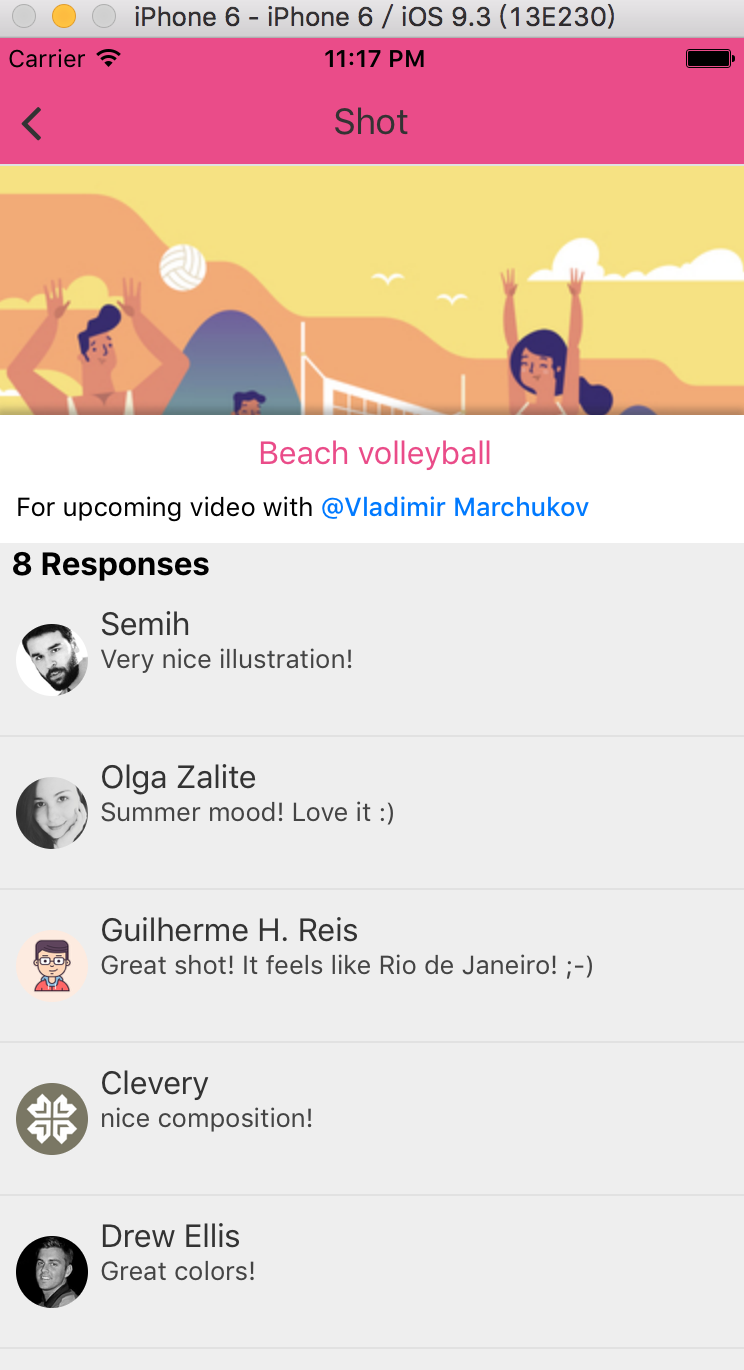 iPhone 6 - iPhone 6 / iOS 9.3 (13E230)
Carrier 11:17 PM
Shot
Beach volleyball
For upcoming video with @Vladimir Marchukov
8 Responses
Semih
Very nice illustration!
Olga Zalite
Summer mood! Love it :)
Guilherme H. Reis
Great shot! It feels like Rio de Janeiro! ;-)
Clevery
nice composition!
Drew Ellis
Great colors!